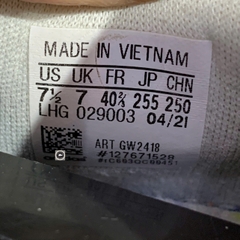 MADE IN VIETNAM
US UK FR JP CHN
7½ 7 40⅔ 255 250
LHG 029003 04/21
ART GW2418
#12767152B